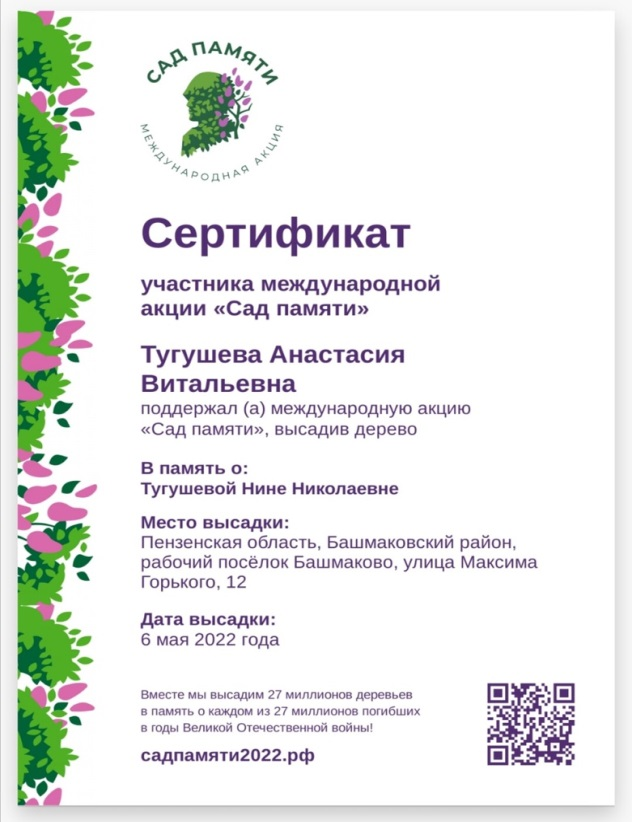 САД ПАМЯТИ
МЕЖДУНАРОДНАЯ АКЦИЯ
Сертификат
участника международной
акции «Сад памяти»
Тугушева Анастасия
Витальевна
поддержал (а) международную акцию
«Сад памяти», высадив дерево
В память о:
Тугушевой Нине Николаевне
Место высадки:
Пензенская область, Башмаковский район,
рабочий посёлок Башмаково, улица Максима
Горького, 12
Дата высадки:
6 мая 2022 года
Вместе мы высадим 27 миллионов деревьев
в память о каждом из 27 миллионов погибших
в годы Великой Отечественной войны!
садпамяти2022.рф